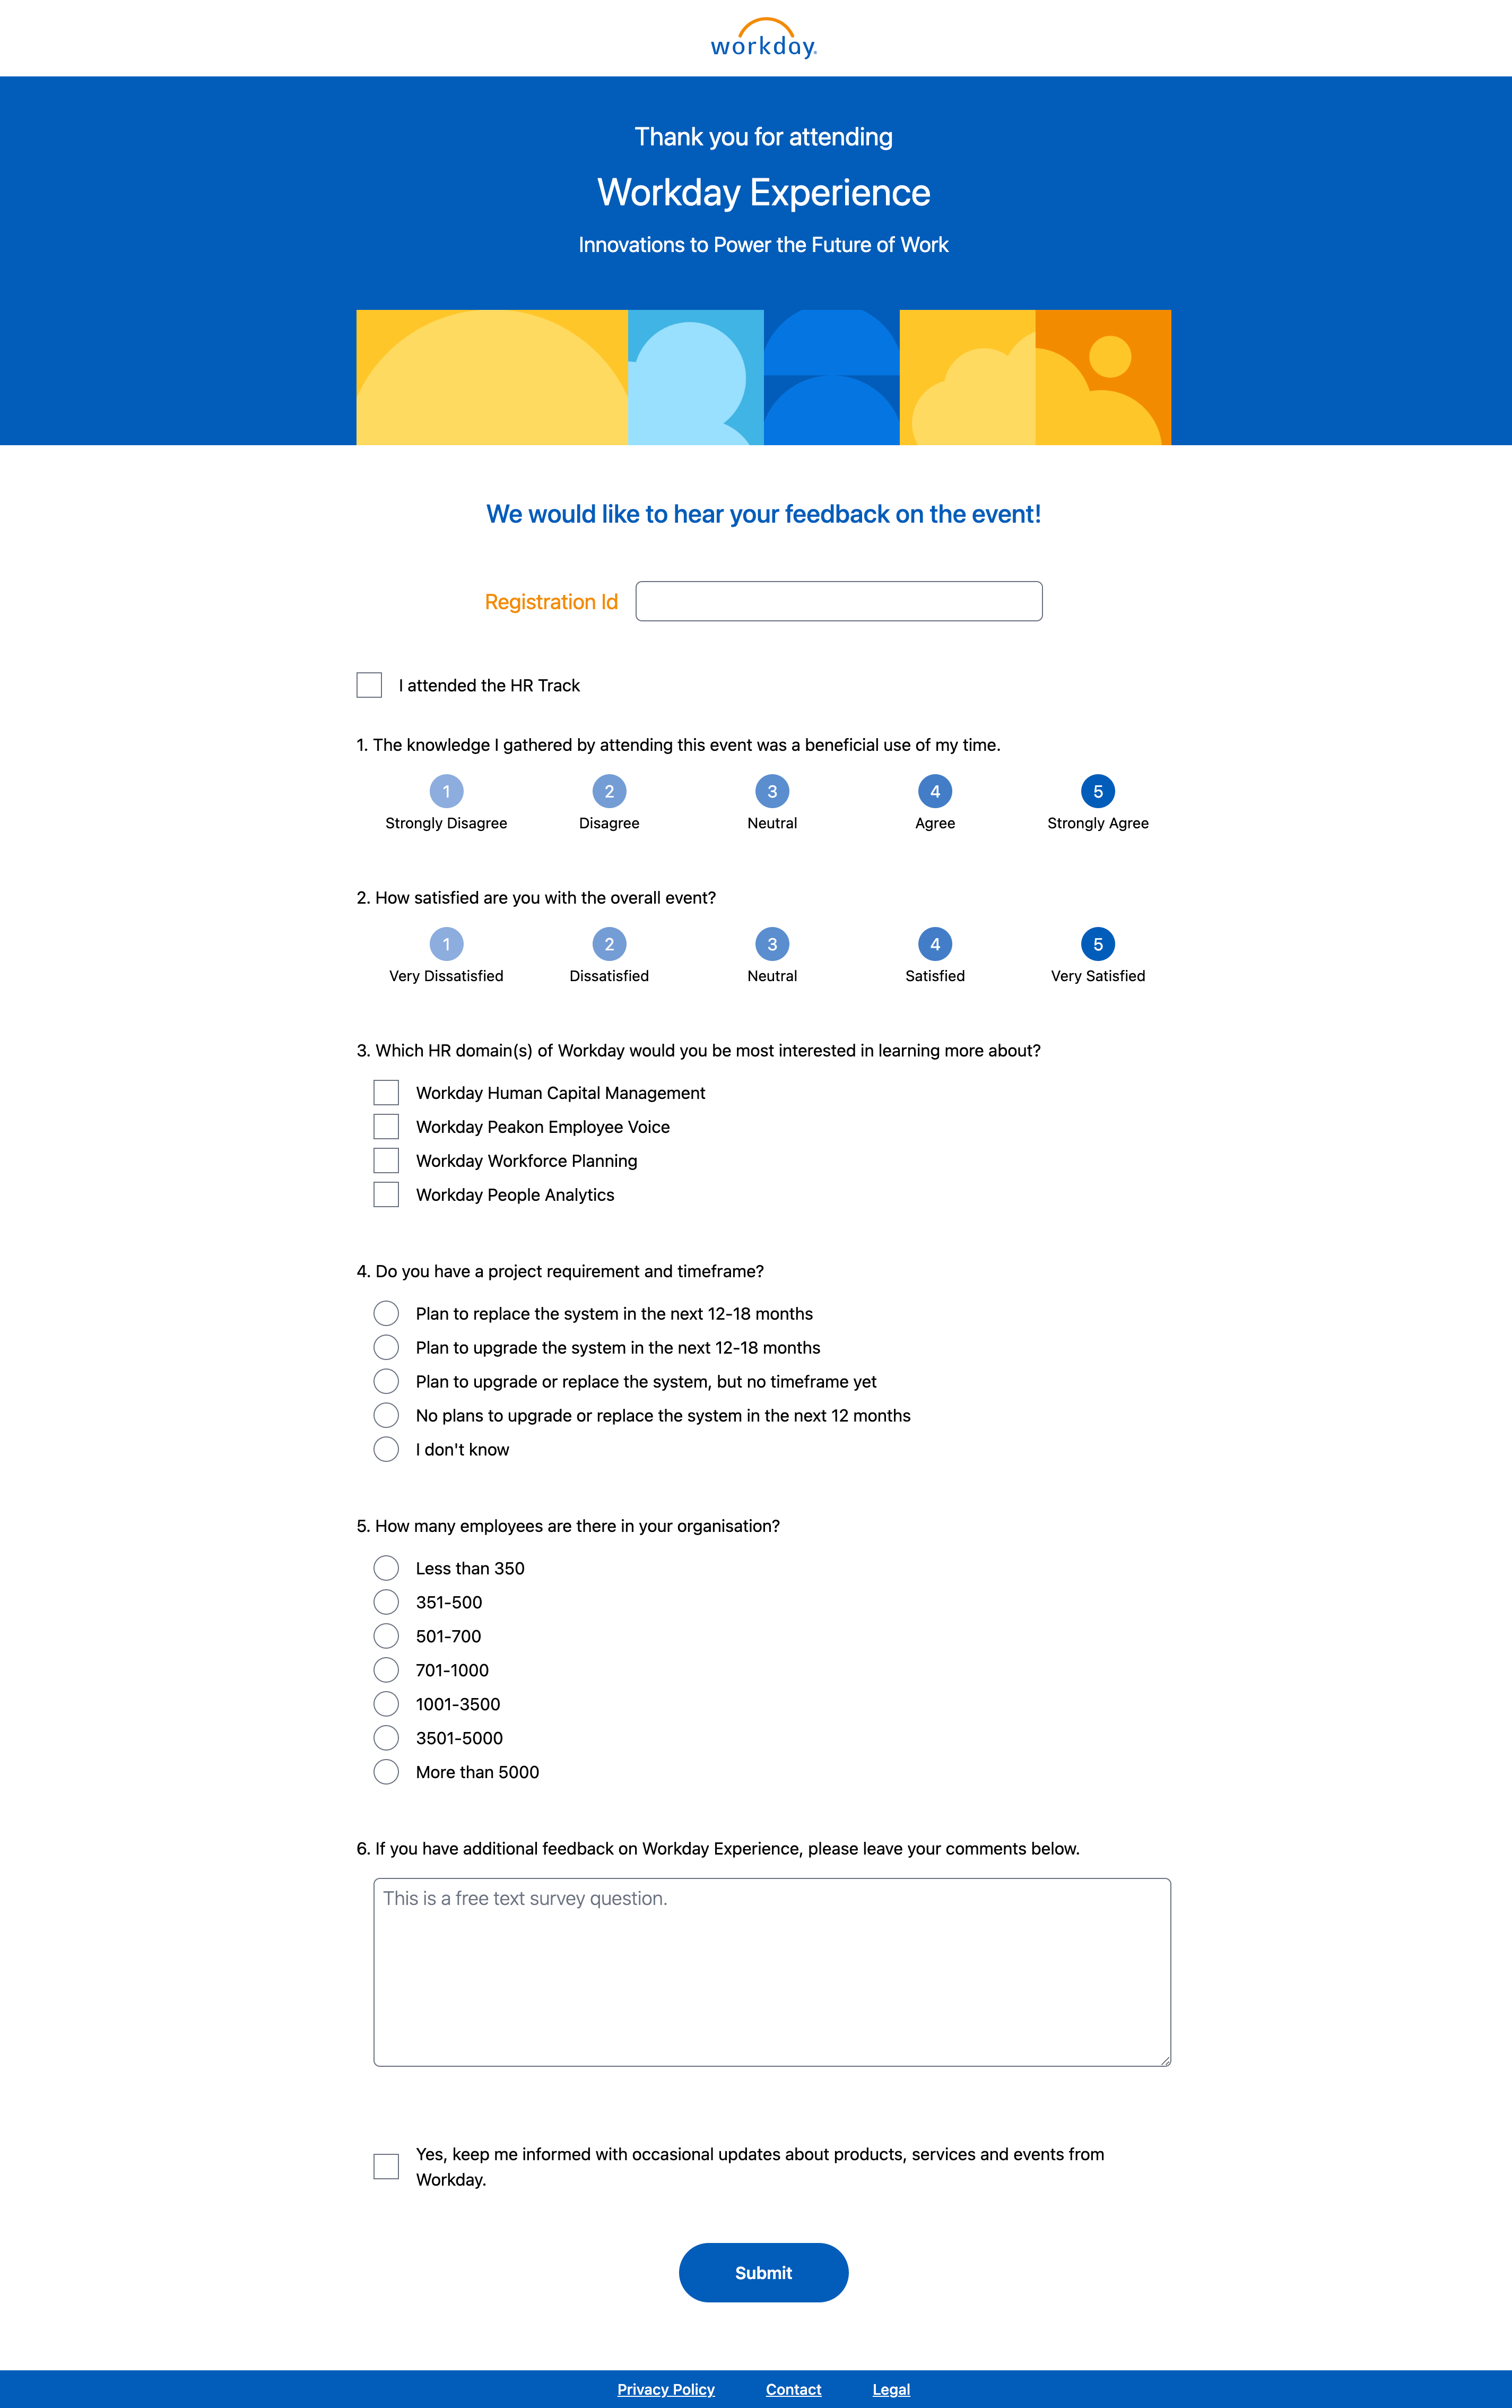 workday.
Thank you for attending
Workday Experience
Innovations to Power the Future of Work
We would like to hear your feedback on the event!
Registration Id
I attended the HR Track
1. The knowledge I gathered by attending this event was a beneficial use of my time.
1 2 3 4 5
Strongly Disagree Disagree Neutral Agree Strongly Agree
2. How satisfied are you with the overall event?
1 2 3 4 5
Very Dissatisfied Dissatisfied Neutral Satisfied Very Satisfied
3. Which HR domain(s) of Workday would you be most interested in learning more about?
Workday Human Capital Management
Workday Peakon Employee Voice
Workday Workforce Planning
Workday People Analytics
4. Do you have a project requirement and timeframe?
Plan to replace the system in the next 12-18 months
Plan to upgrade the system in the next 12-18 months
Plan to upgrade or replace the system, but no timeframe yet
No plans to upgrade or replace the system in the next 12 months
I don't know
5. How many employees are there in your organisation?
Less than 350
351-500
501-700
701-1000
1001-3500
3501-5000
More than 5000
6. If you have additional feedback on Workday Experience, please leave your comments below.
This is a free text survey question.
Yes, keep me informed with occasional updates about products, services and events from
Workday.
Submit
Privacy Policy Contact Legal